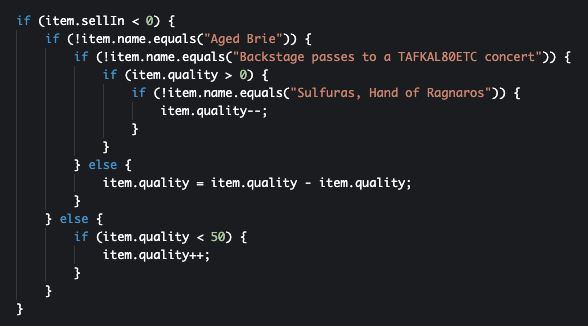 if (item.sellIn < 0) {
    if (!item.name.equals("Aged Brie")) {
        if (!item.name.equals("Backstage passes to a TAFKAL80ETC concert")) {
            if (item.quality > 0) {
                if (!item.name.equals("Sulfuras, Hand of Ragnaros")) {
                    item.quality--;
                }
            }
        } else {
            item.quality = item.quality - item.quality;
        }
    } else {
        if (item.quality < 50) {
            item.quality++;
        }
    }
}